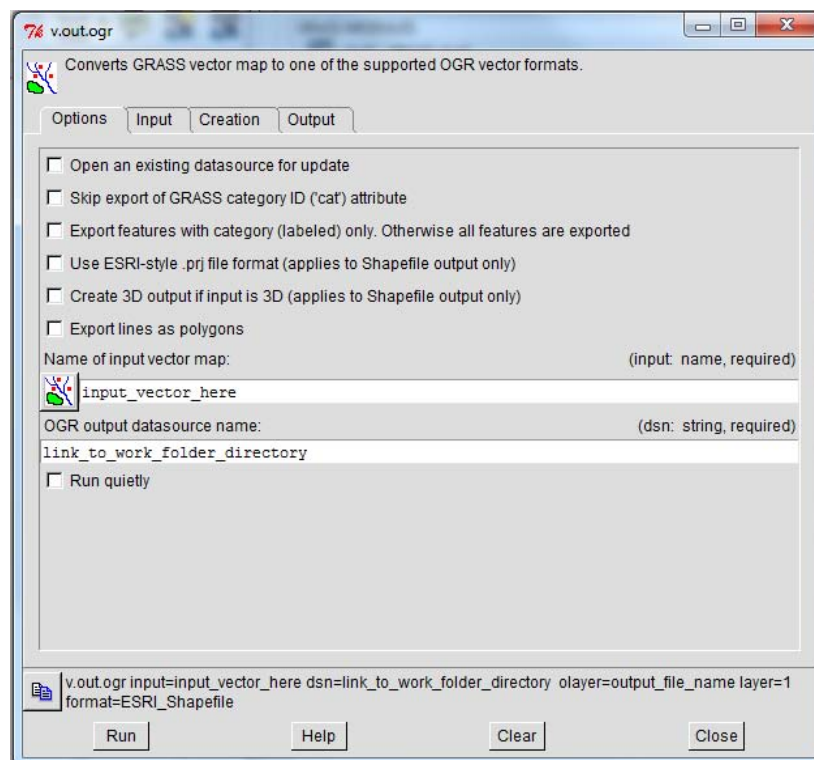 v.out.ogr
Converts GRASS vector map to one of the supported OGR vector formats.
Options Input Creation Output
Open an existing datasource for update
Skip export of GRASS category ID ('cat') attribute
Export features with category (labeled) only. Otherwise all features are exported
Use ESRI-style .prj file format (applies to Shapefile output only)
Create 3D output if input is 3D (applies to Shapefile output only)
Export lines as polygons
Name of input vector map: (input: name, required)
input_vector_here
OGR output datasource name: (dsn: string, required)
link_to_work_folder_directory
Run quietly
v.out.ogr input=input_vector_here dsn=link_to_work_folder_directory olayer=output_file_name layer=1
format=ESRI_Shapefile
Run Help Clear Close